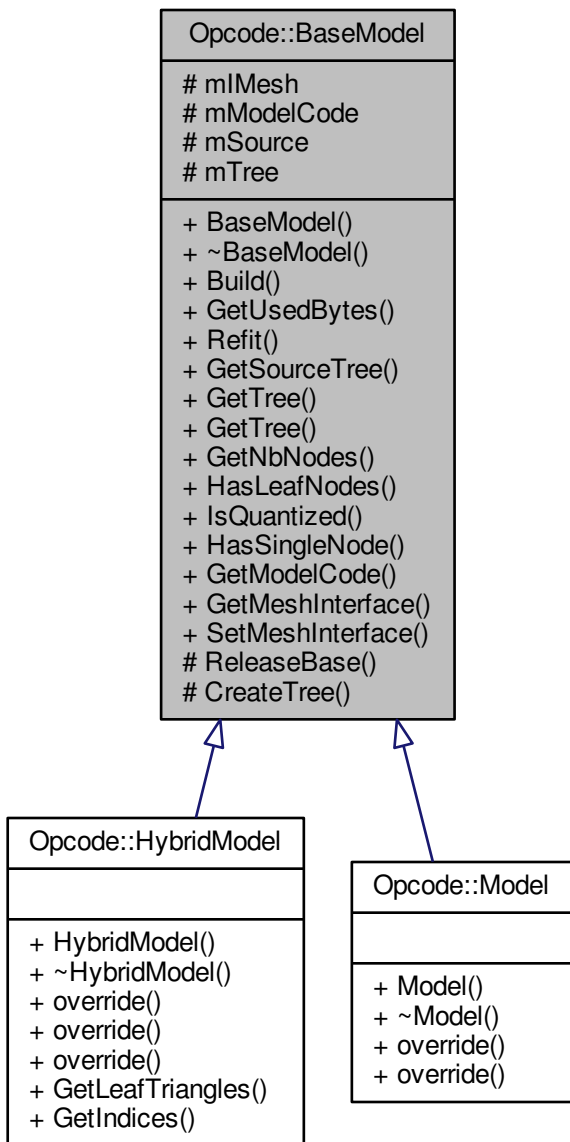 Opcode::BaseModel
# mIMesh
# mModelCode
# mSource
# mTree
+ BaseModel()
+ ~BaseModel()
+ Build()
+ GetUsedBytes()
+ Refit()
+ GetSourceTree()
+ GetTree()
+ GetTree()
+ GetNbNodes()
+ HasLeafNodes()
+ IsQuantized()
+ HasSingleNode()
+ GetModelCode()
+ GetMeshInterface()
+ SetMeshInterface()
# ReleaseBase()
# CreateTree()
Opcode::HybridModel
+ HybridModel()
+ ~HybridModel()
+ override()
+ override()
+ override()
+ GetLeafTriangles()
+ GetIndices()
Opcode::Model
+ Model()
+ ~Model()
+ override()
+ override()